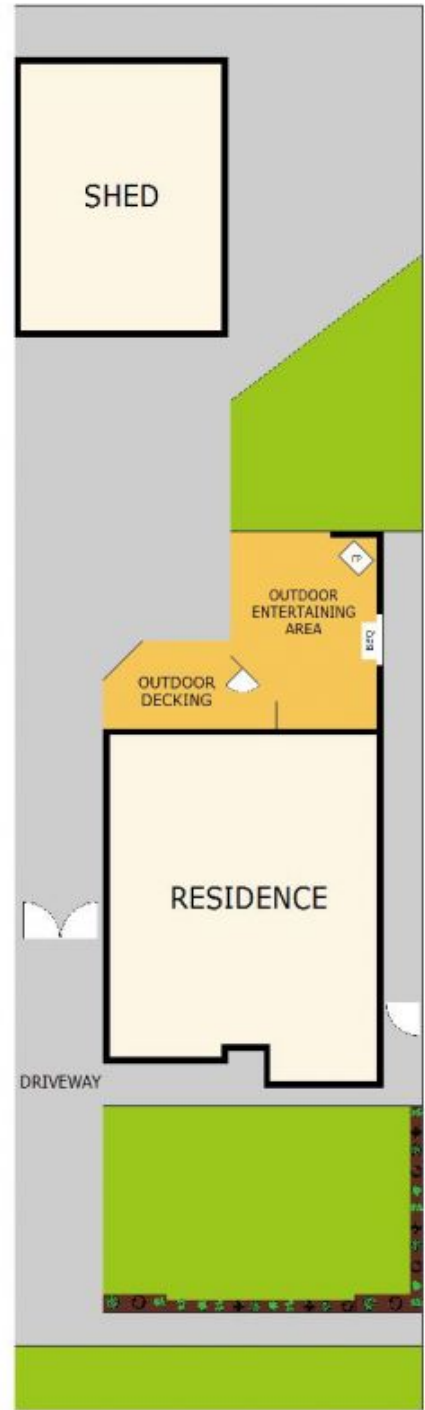 SHED
OUTDOOR
ENTERTAINING
AREA
BBQ
OUTDOOR
DECKING
RESIDENCE
DRIVEWAY